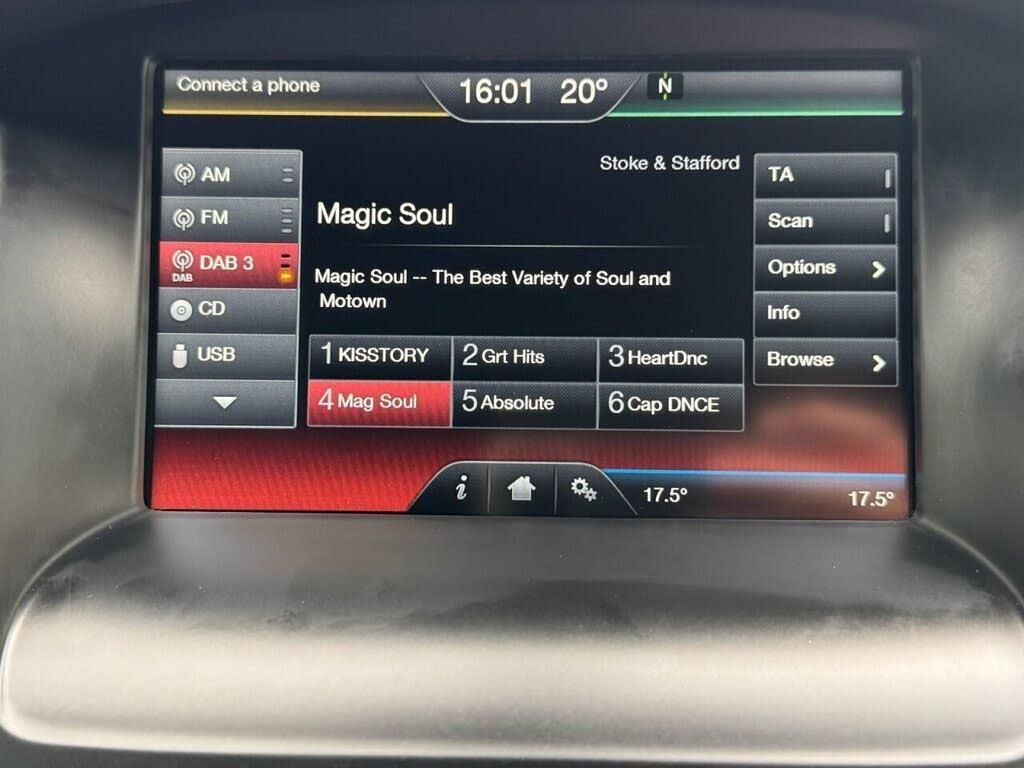 Connect a phone
16:01 20°
N
AM
FM
DAB
DAB 3
CD
USB
Stoke & Stafford
Magic Soul
Magic Soul -- The Best Variety of Soul and
Motown
1 KISSTORY
2 Grt Hits
3 HeartDnc
4 Mag Soul
5 Absolute
6 Cap DNCE
TA
Scan
Options
Info
Browse
i
17.5°
17.5°